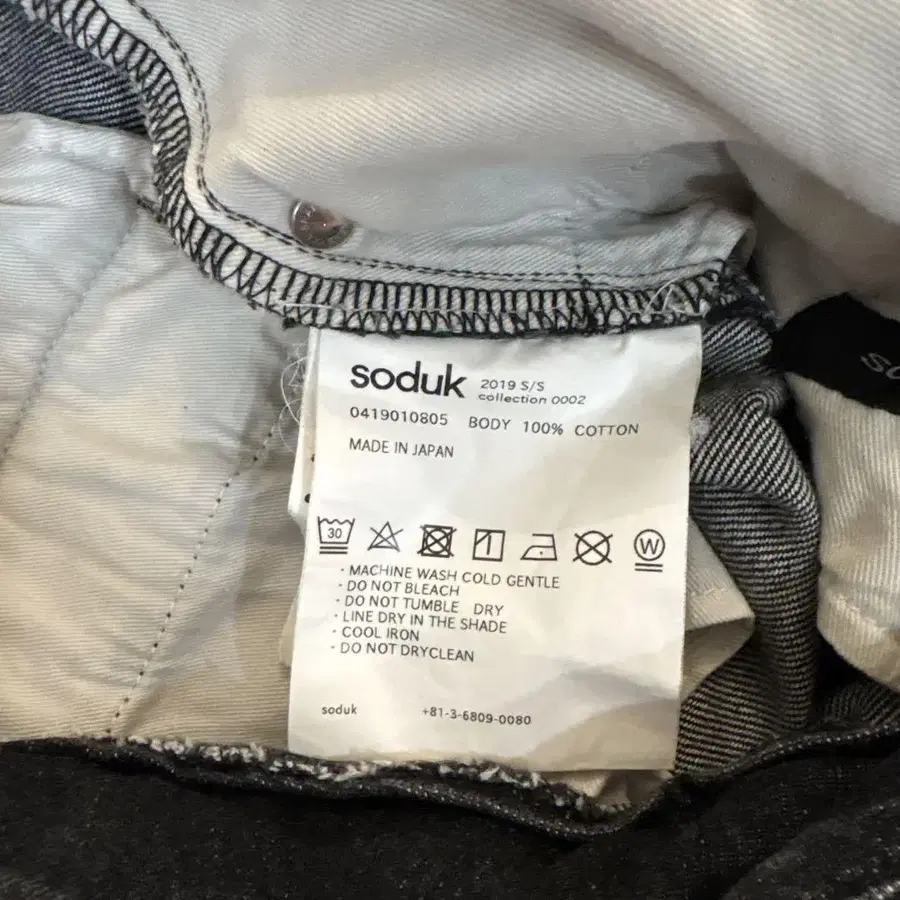 soduk 2019 S/S
collection 0002
0419010805 BODY 100% COTTON
MADE IN JAPAN
30
W
· MACHINE WASH COLD GENTLE
· DO NOT BLEACH
· DO NOT TUMBLE DRY
· LINE DRY IN THE SHADE
· COOL IRON
· DO NOT DRYCLEAN
soduk +81-3-6809-0080